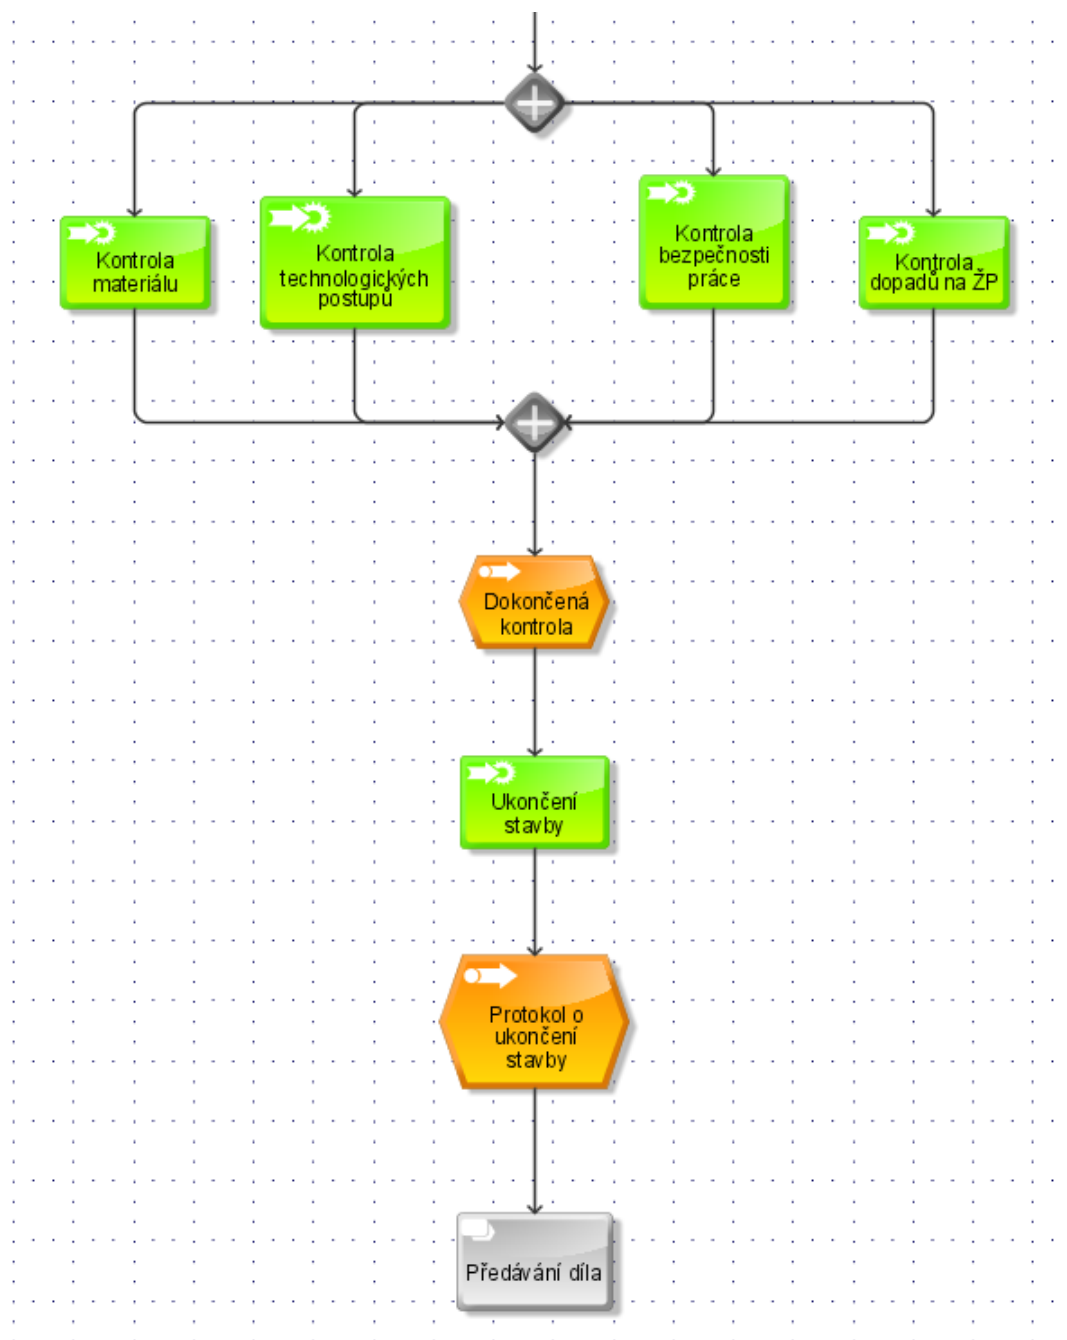 Kontrola
materiálu
Kontrola
technologických
postupů
Kontrola
bezpečnosti
práce
Kontrola
dopadů na ŽP
Dokončená
kontrola
Ukončení
stavby
Protokol o
ukončení
stavby
Předávání díla